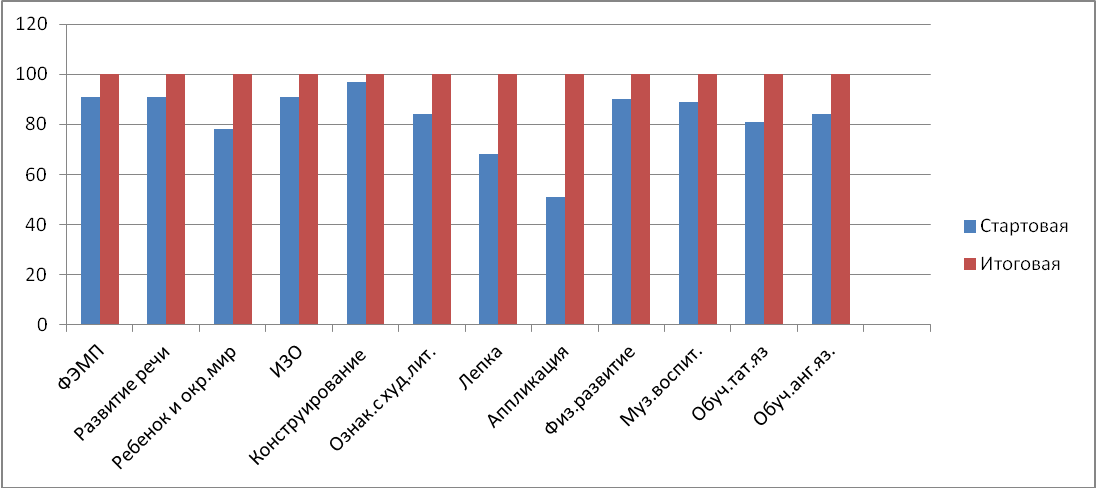 120
100
80
60
40
20
0
ФЭМП
Развитие речи
Ребенок и окр.мир
ИЗО
Конструирование
Ознак.с худ.лит.
Лепка
Аппликация
Физ.развитие
Муз.воспит.
Обуч.тат.яз
Обуч.анг.яз.
Стартовая
Итоговая